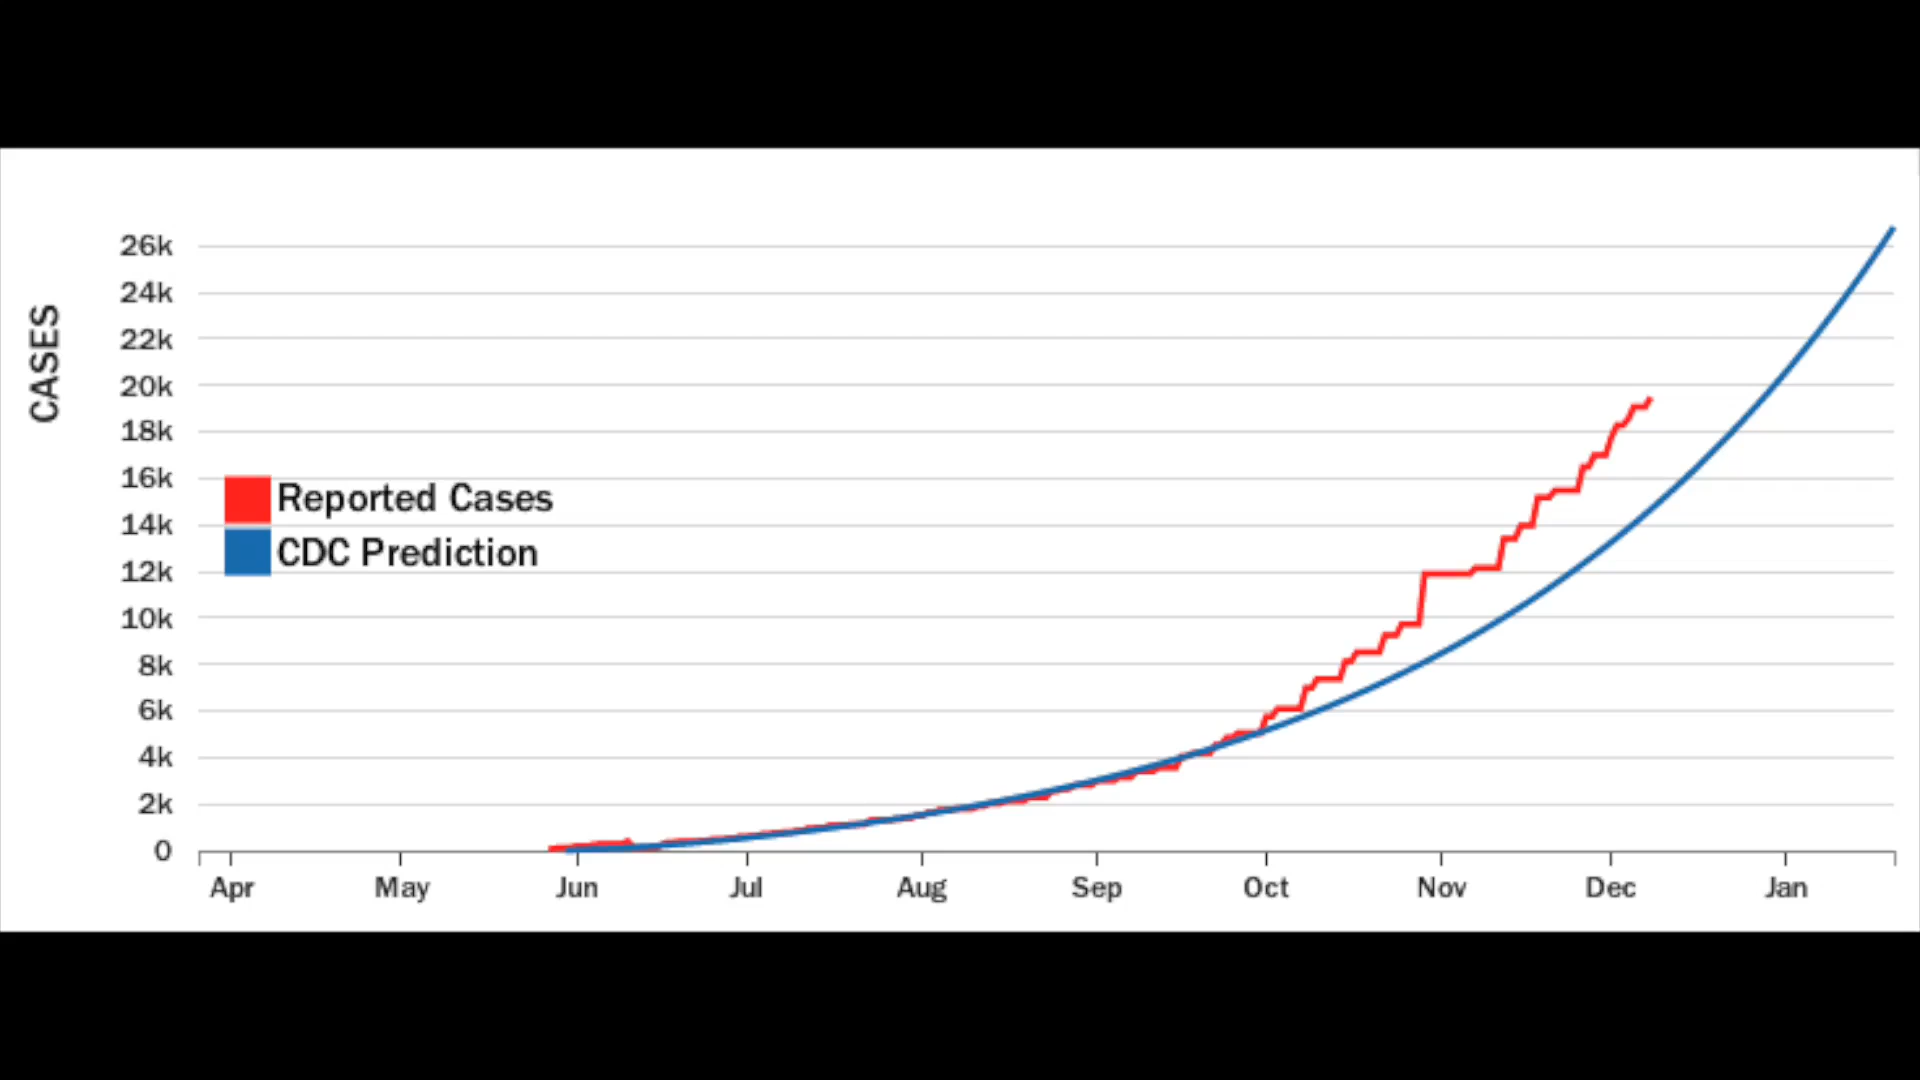 26k
24k
22k
20k
18k
16k
14k
12k
10k
8k
6k
4k
2k
0
CASES
Reported Cases
CDC Prediction
Apr May Jun Jul Aug Sep Oct Nov Dec Jan